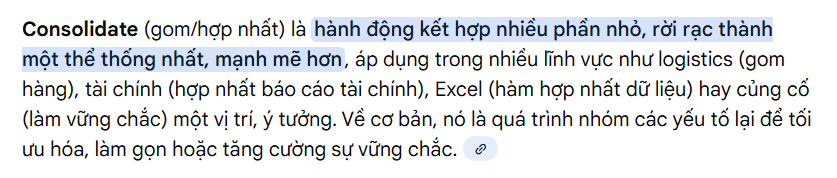 Consolidate (gom/hợp nhất) là hành động kết hợp nhiều phần nhỏ, rời rạc thành
một thể thống nhất, mạnh mẽ hơn, áp dụng trong nhiều lĩnh vực như logistics (gom
hàng), tài chính (hợp nhất báo cáo tài chính), Excel (hàm hợp nhất dữ liệu) hay củng cố
(làm vững chắc) một vị trí, ý tưởng. Về cơ bản, nó là quá trình nhóm các yếu tố lại để tối
ưu hóa, làm gọn hoặc tăng cường sự vững chắc.